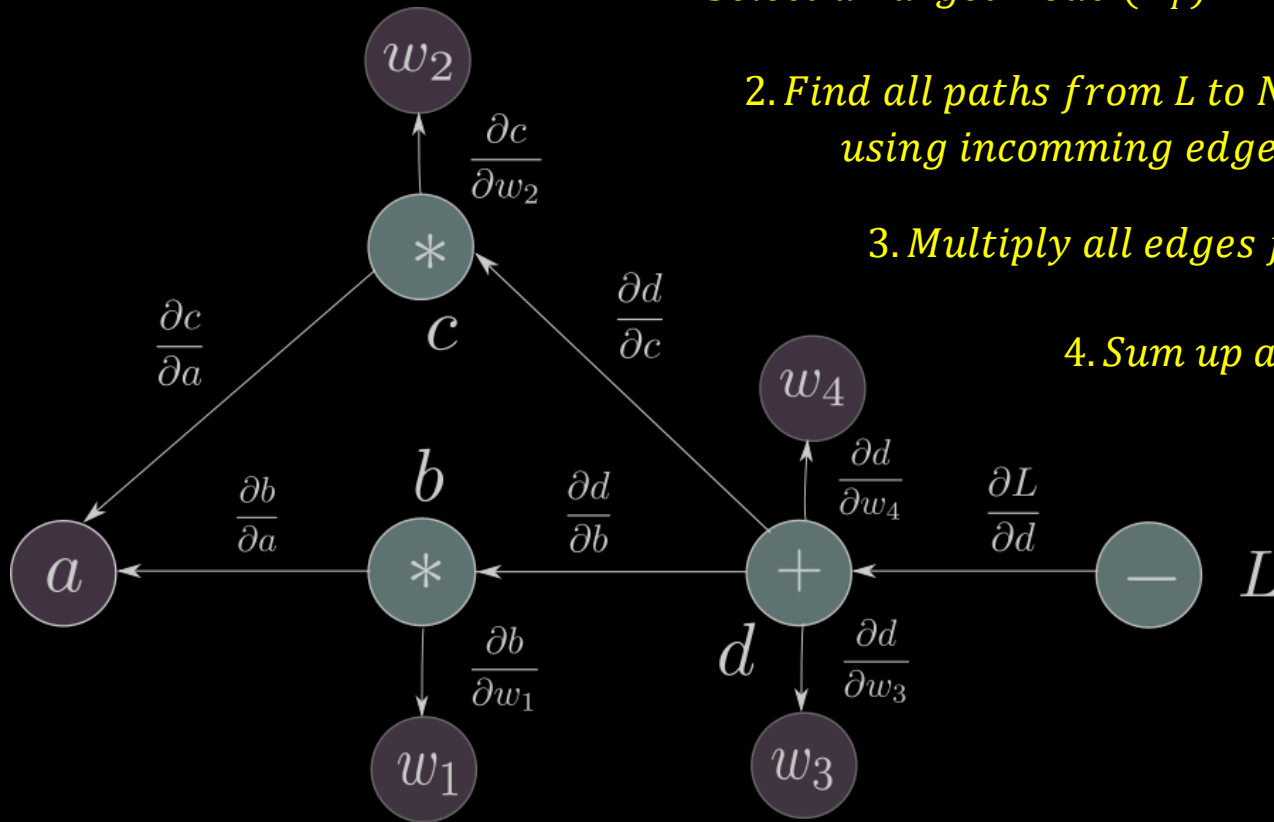 2. Find all paths from L to
using incomming
3. Multiply all edges
4. Sum up
w₂
∂c/∂w₂
*
c
∂c/∂a
∂d/∂c
w₄
∂d/∂w₄
b
∂b/∂a
∂d/∂b
∂L/∂d
a
*
+
−
L
d
∂b/∂w₁
∂d/∂w₃
w₁
w₃